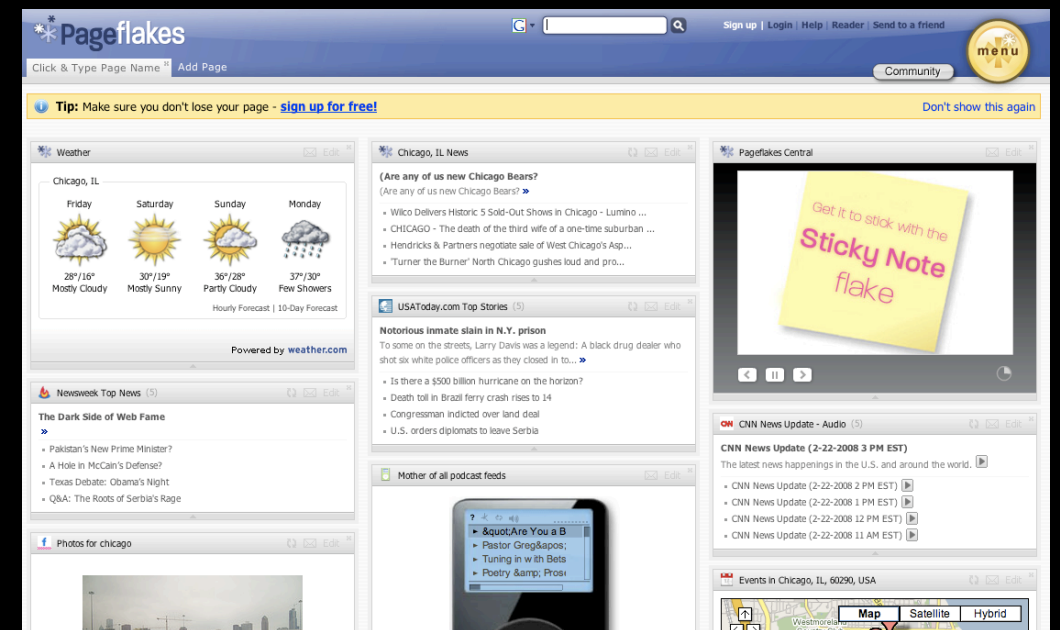 Pageflakes
G
Sign up | Login | Help | Reader | Send to a friend
menu
Click & Type Page Name
Add Page
Community
Tip: Make sure you don't lose your page - sign up for free!
Don't show this again
Weather
Edit
Chicago, IL
Friday
Saturday
Sunday
Monday
28°/16°
30°/19°
36°/28°
37°/30°
Mostly Cloudy
Mostly Sunny
Partly Cloudy
Few Showers
Hourly Forecast | 10-Day Forecast
Powered by weather.com
Newsweek Top News (5)
Edit
The Dark Side of Web Fame
»
Pakistan's New Prime Minister?
A Hole in McCain's Defense?
Texas Debate: Obama's Night
Q&A: The Roots of Serbia's Rage
Photos for chicago
Edit
Chicago, IL News
Edit
(Are any of us new Chicago Bears?
(Are any of us new Chicago Bears? »
Wilco Delivers Historic 5 Sold-Out Shows in Chicago - Lumino ...
CHICAGO - The death of the third wife of a one-time suburban ...
Hendricks & Partners negotiate sale of West Chicago's Asp...
'Turner the Burner' North Chicago gushes loud and pro...
USAToday.com Top Stories (5)
Edit
Notorious inmate slain in N.Y. prison
To some on the streets, Larry Davis was a legend: A black drug dealer who
shot six white police officers as they closed in to... »
Is there a $500 billion hurricane on the horizon?
Death toll in Brazil ferry crash rises to 14
Congressman indicted over land deal
U.S. orders diplomats to leave Serbia
Mother of all podcast feeds
Edit
?
&quot;Are You a B
Pastor Greg&apos;
Tuning in with Bets
Poetry &amp; Prose
Pageflakes Central
Edit
Get it to stick with the
Sticky Note
flake
CNN CNN News Update - Audio (5)
Edit
CNN News Update (2-22-2008 3 PM EST)
The latest news happenings in the U.S. and around the world.
CNN News Update (2-22-2008 2 PM EST)
CNN News Update (2-22-2008 1 PM EST)
CNN News Update (2-22-2008 12 PM EST)
CNN News Update (2-22-2008 11 AM EST)
Events in Chicago, IL, 60290, USA
Edit
Map
Satellite
Hybrid